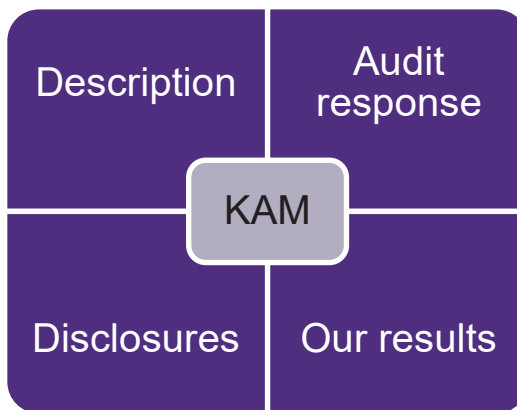 Description
Audit
response
KAM
Disclosures
Our results